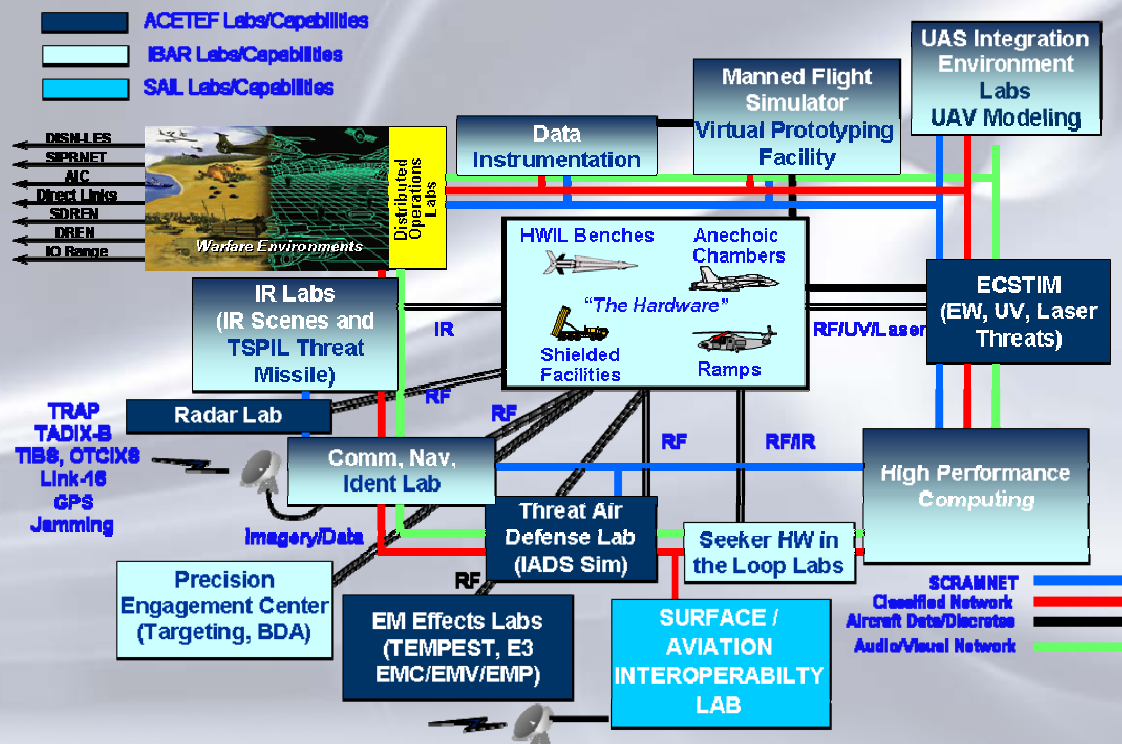 ACETEF Labs/Capabilities
IBAR Labs/Capabilities
SAIL Labs/Capabilities
UAS Integration
Environment
Labs
UAV Modeling
Manned Flight
Simulator
Virtual Prototyping
Facility
Data
Instrumentation
DISN-LES
SIPRNET
AIC
Direct Links
SDREN
IDREN
IO Range
Warfare Environments
Distributed
Operations
Labs
HWIL Benches
Anechoic
Chambers
"The Hardware"
Shielded
Facilities
Ramps
ECSTIM
(EW, UV, Laser
Threats)
RF/UV/Laser
IR Labs
(IR Scenes and
TSPIL Threat
Missile)
IR
Radar Lab
RF
RF
RF
RF/IR
TRAP
TADIX-B
TIBS, OTCIXS
Link-16
GPS
Jamming
Comm, Nav,
Ident Lab
Imagery/Data
High Performance
Computing
Threat Air
Defense Lab
(IADS Sim)
Seeker HW in
the Loop Labs
Precision
Engagement Center
(Targeting, BDA)
RF
EM Effects Labs
(TEMPEST, E3
EMC/EMV/EMP)
SURFACE /
AVIATION
INTEROPERABILTY
LAB
SCRAMNET
Classified Network
Aircraft Data/Discretes
Audio/Visual Network